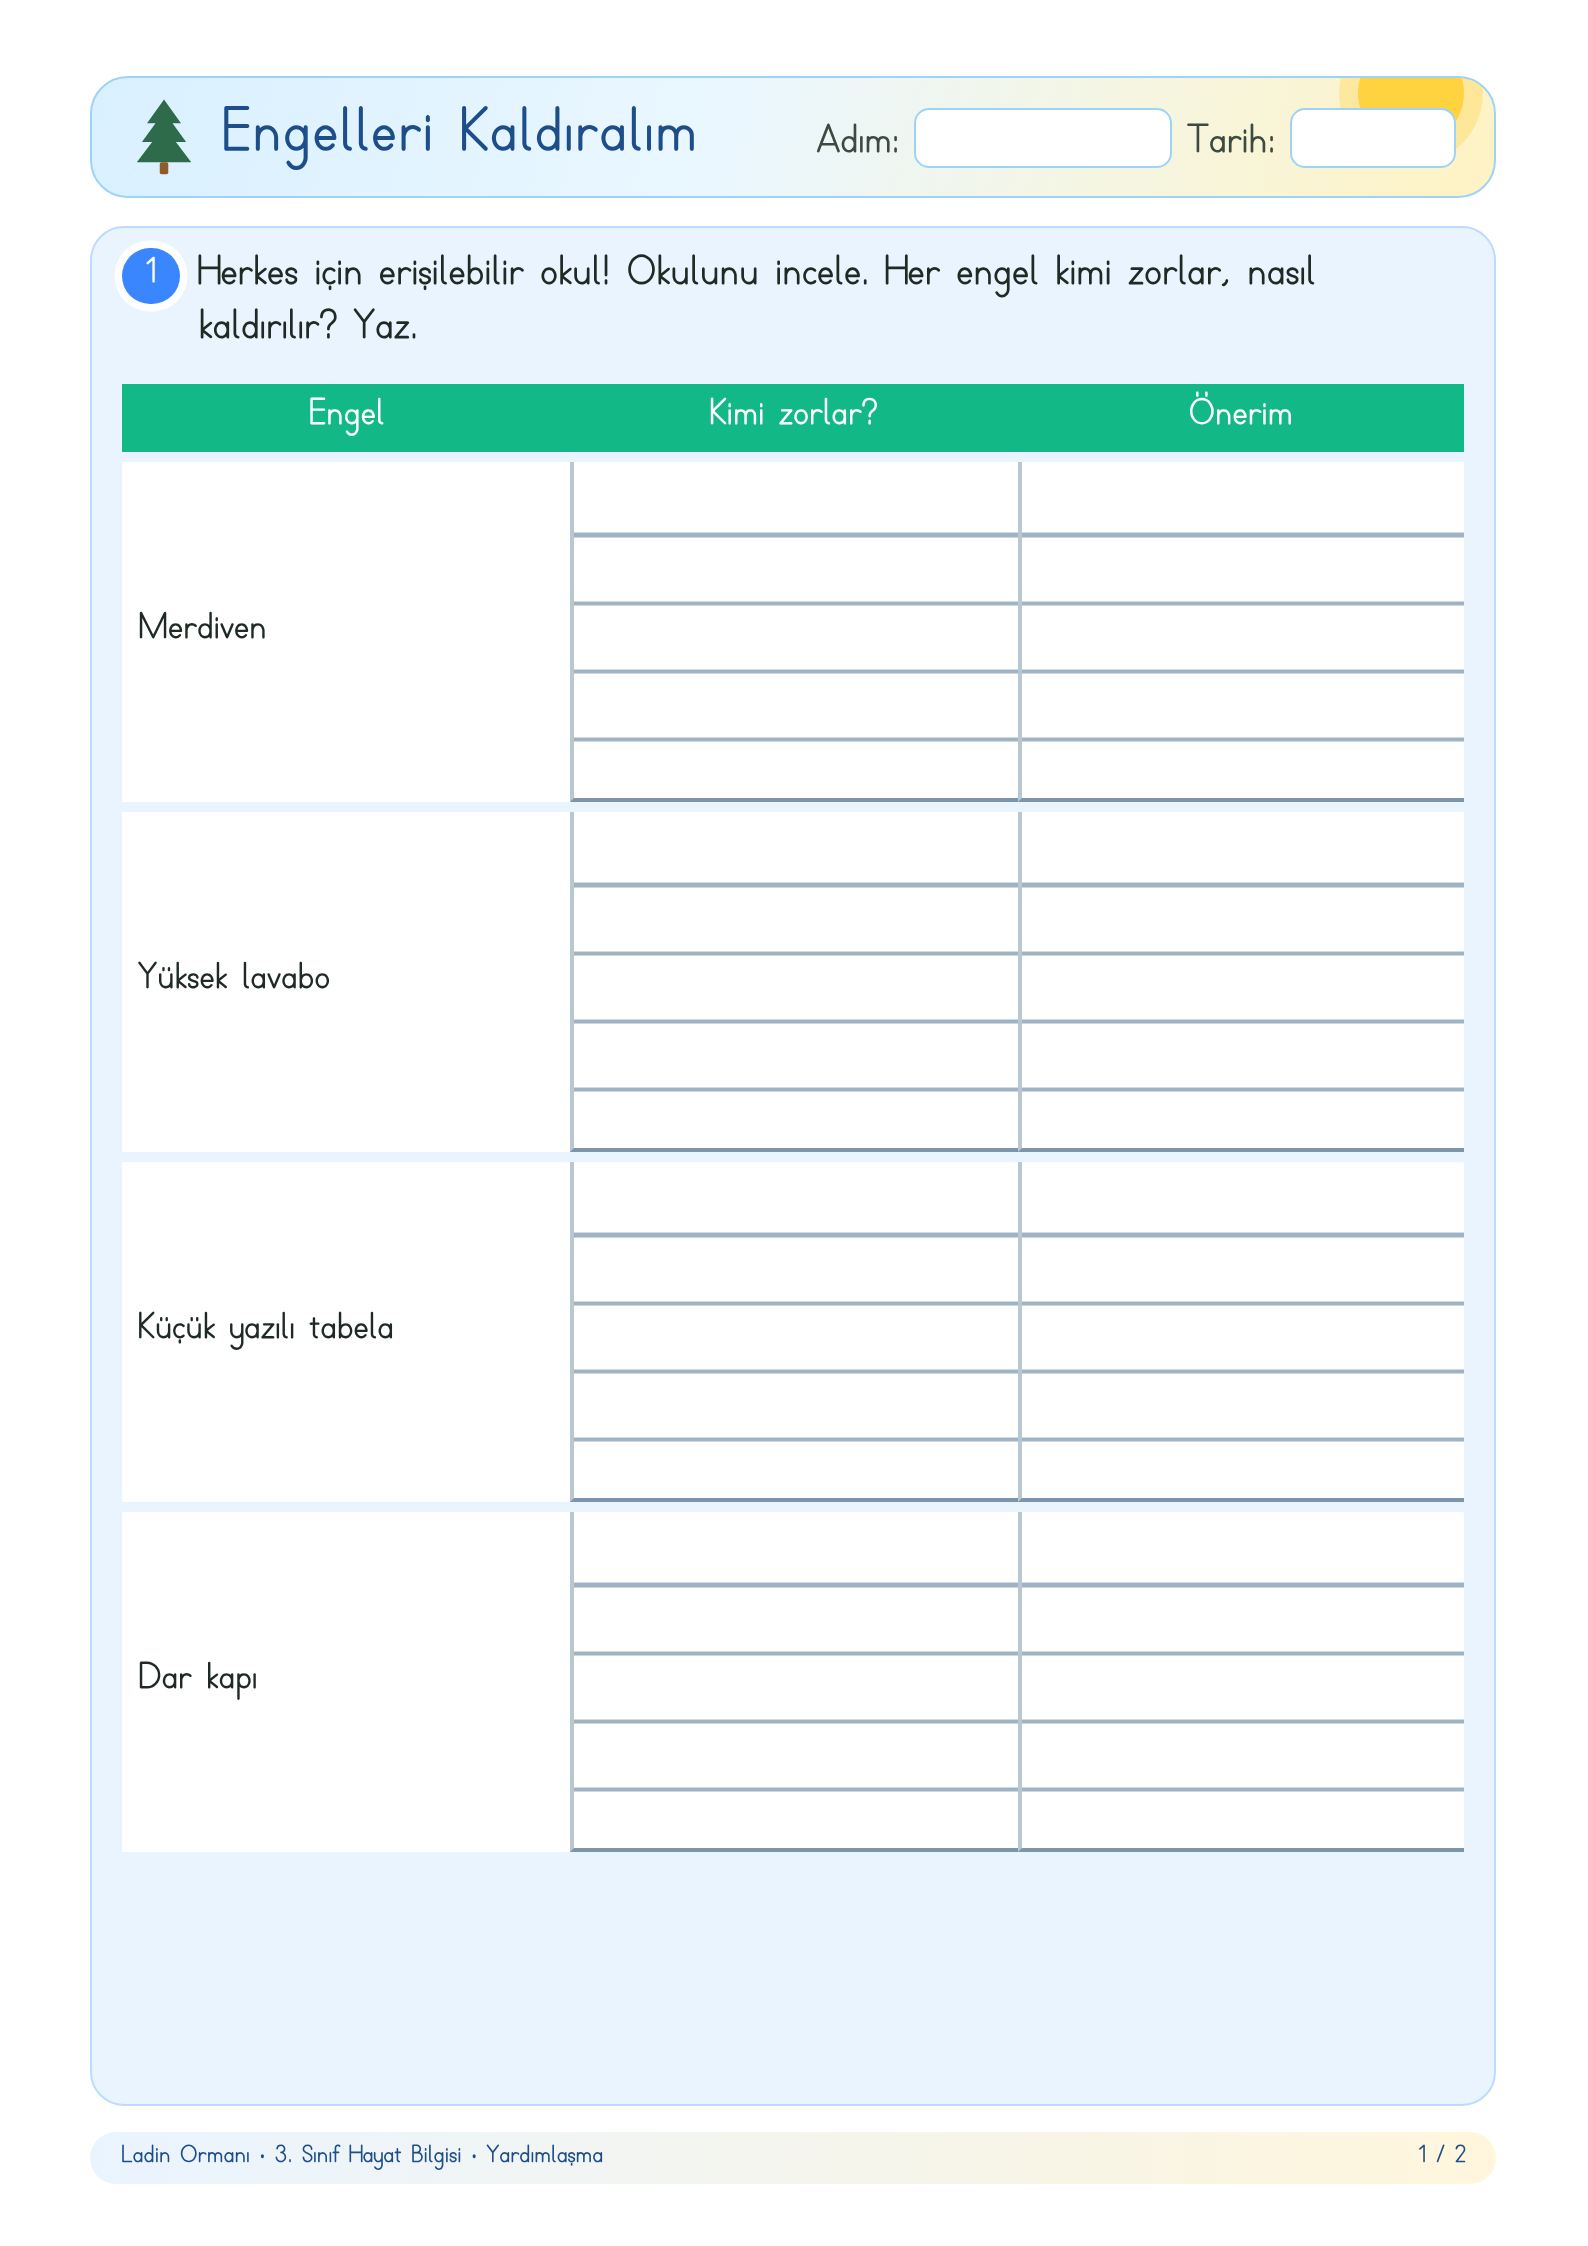 Engelleri Kaldıralım
Adım:
Tarih:
1
Herkes için erişilebilir okul! Okulunu incele. Her engel kimi zorlar, nasıl
kaldırılır? Yaz.
Engel
Kimi zorlar?
Önerim
Merdiven
Yüksek lavabo
Küçük yazılı tabela
Dar kapı
Ladin Ormanı • 3. Sınıf Hayat Bilgisi • Yardımlaşma
1 / 2